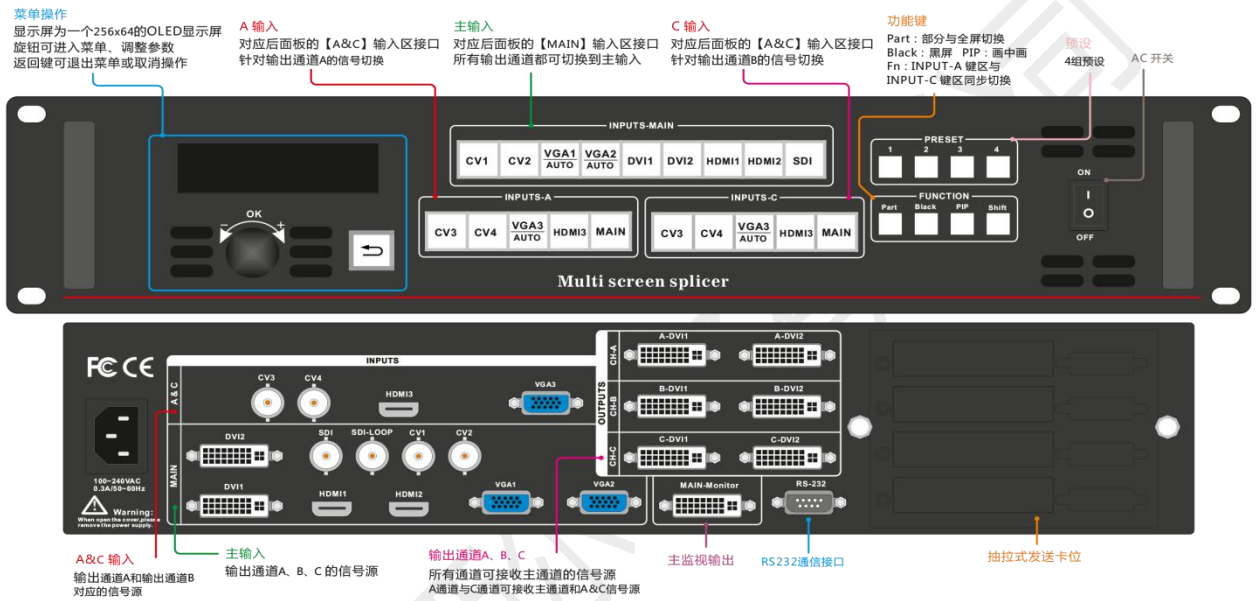 菜单操作
显示屏为一个256x64的OLED显示屏
旋钮可进入菜单、调整参数
返回键可退出菜单或取消操作
A 输入
对应后面板的【A&C】输入区接口
针对输出通道A的信号切换
主输入
对应后面板的【MAIN】输入区接口
所有输出通道都可切换到主输入
C 输入
对应后面板的【A&C】输入区接口
针对输出通道B的信号切换
功能键
Part：部分与全屏切换
Black：黑屏 PIP：画中画
Fn：INPUT-A 键区与
INPUT-C 键区同步切换
预设
4组预设
AC 开关
INPUTS-MAIN
CV1 CV2 VGA1 VGA2 DVI1 DVI2 HDMI1 HDMI2 SDI
AUTO AUTO
INPUTS-A
CV3 CV4 VGA3 HDMI3 MAIN
AUTO
INPUTS-C
CV3 CV4 VGA3 HDMI3 MAIN
AUTO
PRESET
1 2 3 4
FUNCTION
Part Black PIP Shift
ON
I
O
OFF
OK
- +
Multi screen splicer
FC CE
100~240VAC
0.3A/50~60Hz
Warning:
When open the cover,please
remove the power supply.
INPUTS
A & C
CV3 CV4 HDMI3 VGA3
MAIN
DVI2 SDI SDI-LOOP CV1 CV2
DVI1 HDMI1 HDMI2 VGA1 VGA2
OUTPUTS
CH-A
A-DVI1 A-DVI2
CH-B
B-DVI1 B-DVI2
CH-C
C-DVI1 C-DVI2
MAIN-Monitor
RS-232
A&C 输入
输出通道A和输出通道B
对应的信号源
主输入
输出通道A、B、C 的信号源
输出通道A、B、C
所有通道可接收主通道的信号源
A通道与C通道可接收主通道和A&C信号源
主监视输出
RS232通信接口
抽拉式发送卡位